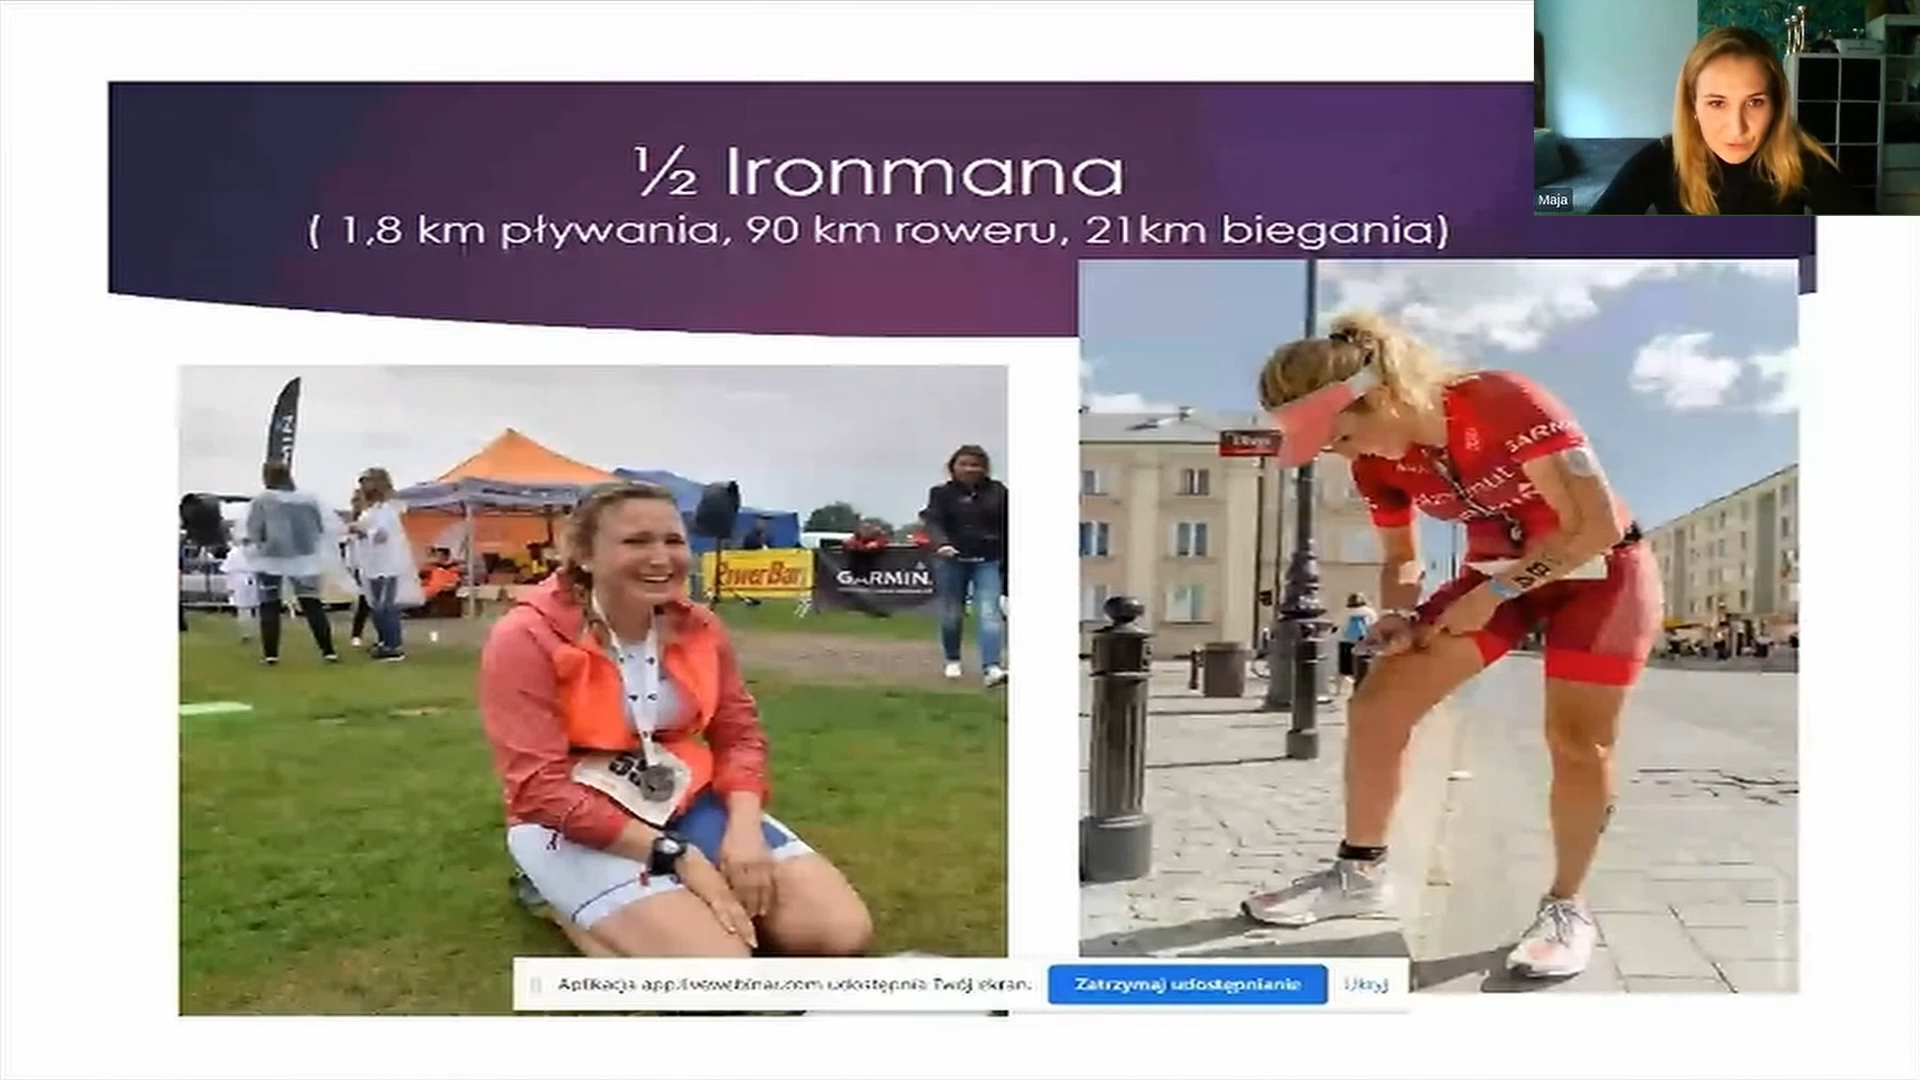 ½ Ironmana
( 1,8 km pływania, 90 km roweru, 21km biegania)
Maja
PowerBar
GARMIN
GARMIN
Aplikacja app.livewebinar.com udostępnia Twój ekran.
Zatrzymaj udostępnianie
Ukryj